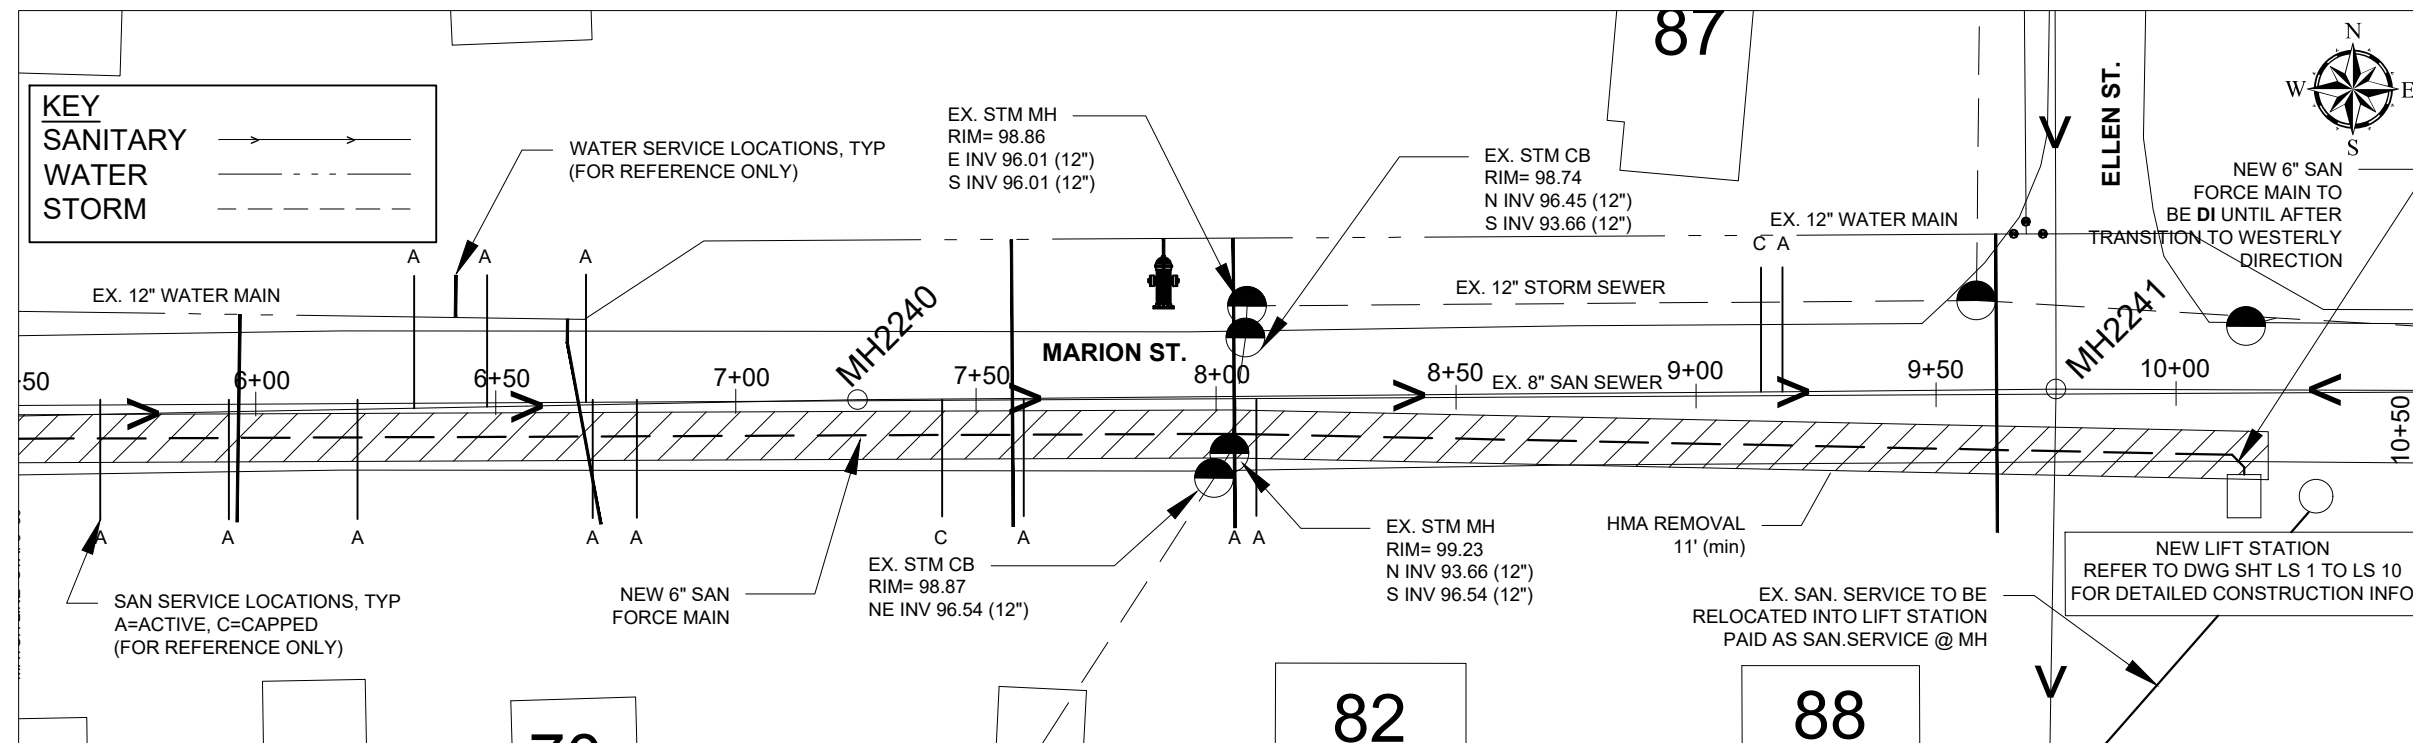 87
KEY
SANITARY
WATER
STORM
WATER SERVICE LOCATIONS, TYP
(FOR REFERENCE ONLY)
EX. STM MH
RIM= 98.86
E INV 96.01 (12")
S INV 96.01 (12")
EX. STM CB
RIM= 98.74
N INV 96.45 (12")
S INV 93.66 (12")
ELLEN ST.
N
W
E
S
NEW 6" SAN
FORCE MAIN TO
BE DI UNTIL AFTER
TRANSITION TO WESTERLY
DIRECTION
EX. 12" WATER MAIN
C A
A
A
A
EX. 12" WATER MAIN
EX. 12" STORM SEWER
MH2240
MH2241
MARION ST.
+50
6+00
6+50
7+00
7+50
8+00
8+50
EX. 8" SAN SEWER
9+00
9+50
10+00
10+50
A
A
A
A
A
C
A
A
A
EX. STM CB
RIM= 98.87
NE INV 96.54 (12")
EX. STM MH
RIM= 99.23
N INV 93.66 (12")
S INV 96.54 (12")
HMA REMOVAL
11' (min)
NEW LIFT STATION
REFER TO DWG SHT LS 1 TO LS 10
FOR DETAILED CONSTRUCTION INFO
SAN SERVICE LOCATIONS, TYP
A=ACTIVE, C=CAPPED
(FOR REFERENCE ONLY)
NEW 6" SAN
FORCE MAIN
EX. SAN. SERVICE TO BE
RELOCATED INTO LIFT STATION
PAID AS SAN.SERVICE @ MH
82
88